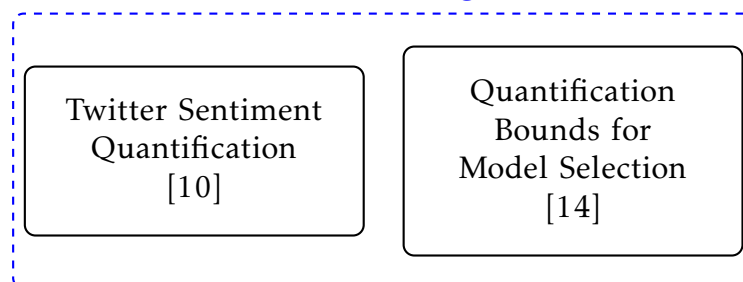 Twitter Sentiment
Quantification
[10]
Quantification
Bounds for
Model Selection
[14]